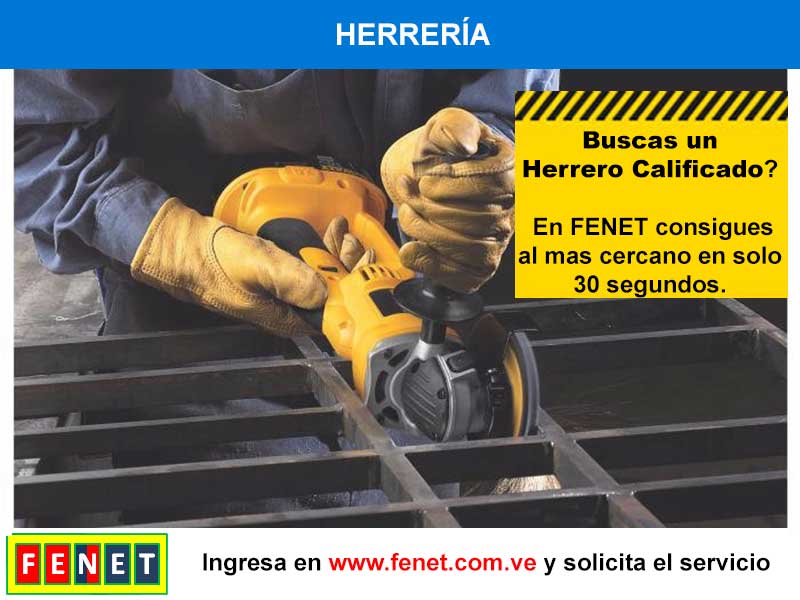 HERRERÍA
Buscas un
Herrero Calificado?
En FENET consigues
al mas cercano en solo
30 segundos.
FENET
Ingresa en www.fenet.com.ve y solicita el servicio